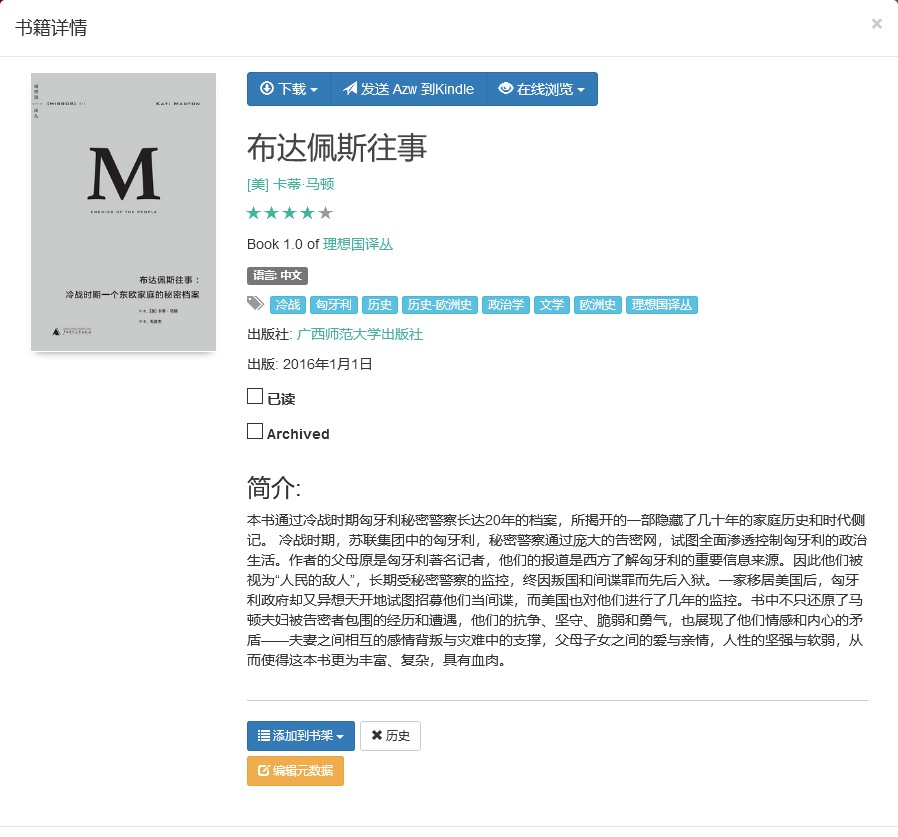 书籍详情
×
理想国译丛
[MIRROR] 011
KATI MARTON
M
ENEMIES OF THE PEOPLE
布达佩斯往事：
冷战时期一个东欧家庭的秘密档案
下载
发送 Azw 到Kindle
在线浏览
布达佩斯往事
[美] 卡蒂·马顿
Book 1.0 of 理想国译丛
语言: 中文
冷战 匈牙利 历史 历史-欧洲史 政治学 文学 欧洲史 理想国译丛
出版社: 广西师范大学出版社
出版: 2016年1月1日
已读
Archived
简介:
本书通过冷战时期匈牙利秘密警察长达20年的档案，所揭开的一部隐藏了几十年的家庭历史和时代侧
记。 冷战时期，苏联集团中的匈牙利，秘密警察通过庞大的告密网，试图全面渗透控制匈牙利的政治
生活。作者的父母原是匈牙利著名记者，他们的报道是西方了解匈牙利的重要信息来源。因此他们被
视为“人民的敌人”，长期受秘密警察的监控，终因叛国和间谍罪而先后入狱。一家移居美国后，匈牙
利政府却又异想天开地试图招募他们当间谍，而美国也对他们进行了几年的监控。书中不只还原了马
顿夫妇被告密者包围的经历和遭遇，他们的抗争、坚守、脆弱和勇气，也展现了他们情感和内心的矛
盾——夫妻之间相互的感情背叛与灾难中的支撑，父母子女之间的爱与亲情，人性的坚强与软弱，从
而使得这本书更为丰富、复杂，具有血肉。
添加到书架
历史
编辑元数据